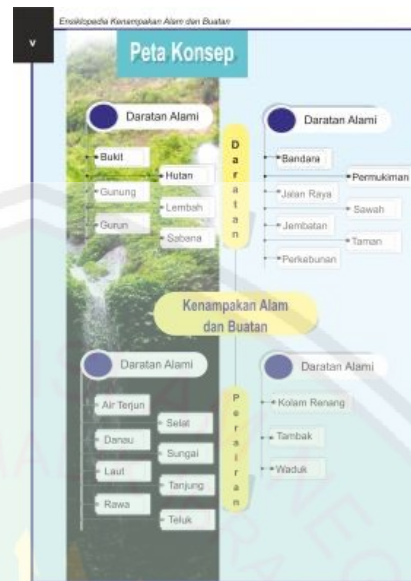 Ensiklopedia Kenampakan Alam dan Buatan
v
Peta Konsep
Daratan Alami
Bukit
Hutan
Gunung
Lembah
Gurun
Sabana
Daratan
Daratan Alami
Bandara
Permukiman
Jalan Raya
Sawah
Jembatan
Taman
Perkebunan
Kenampakan Alam
dan Buatan
Daratan Alami
Air Terjun
Selat
Danau
Sungai
Laut
Tanjung
Rawa
Teluk
Perairan
Daratan Alami
Kolam Renang
Tambak
Waduk